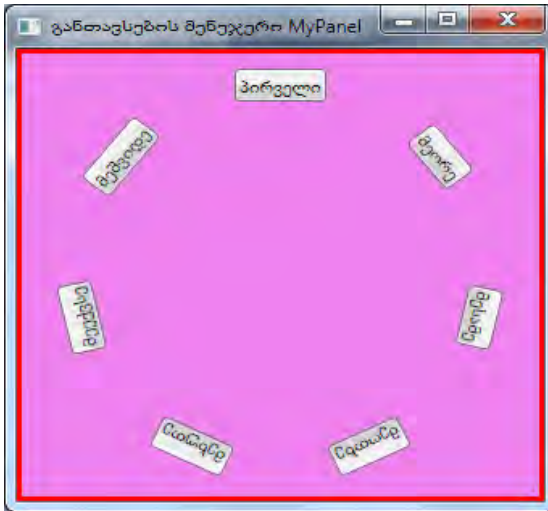 განთავსების მენეჯერი MyPanel
პირველი
მეორე
მესამე
მეოთხე
მეხუთე
მეექვსე
მეშვიდე